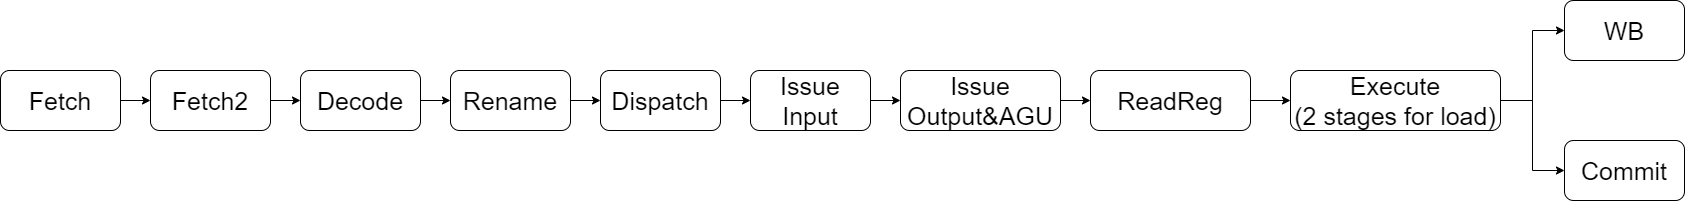 Fetch
Fetch2
Decode
Rename
Dispatch
Issue
Input
Issue
Output&AGU
ReadReg
Execute
(2 stages for load)
WB
Commit